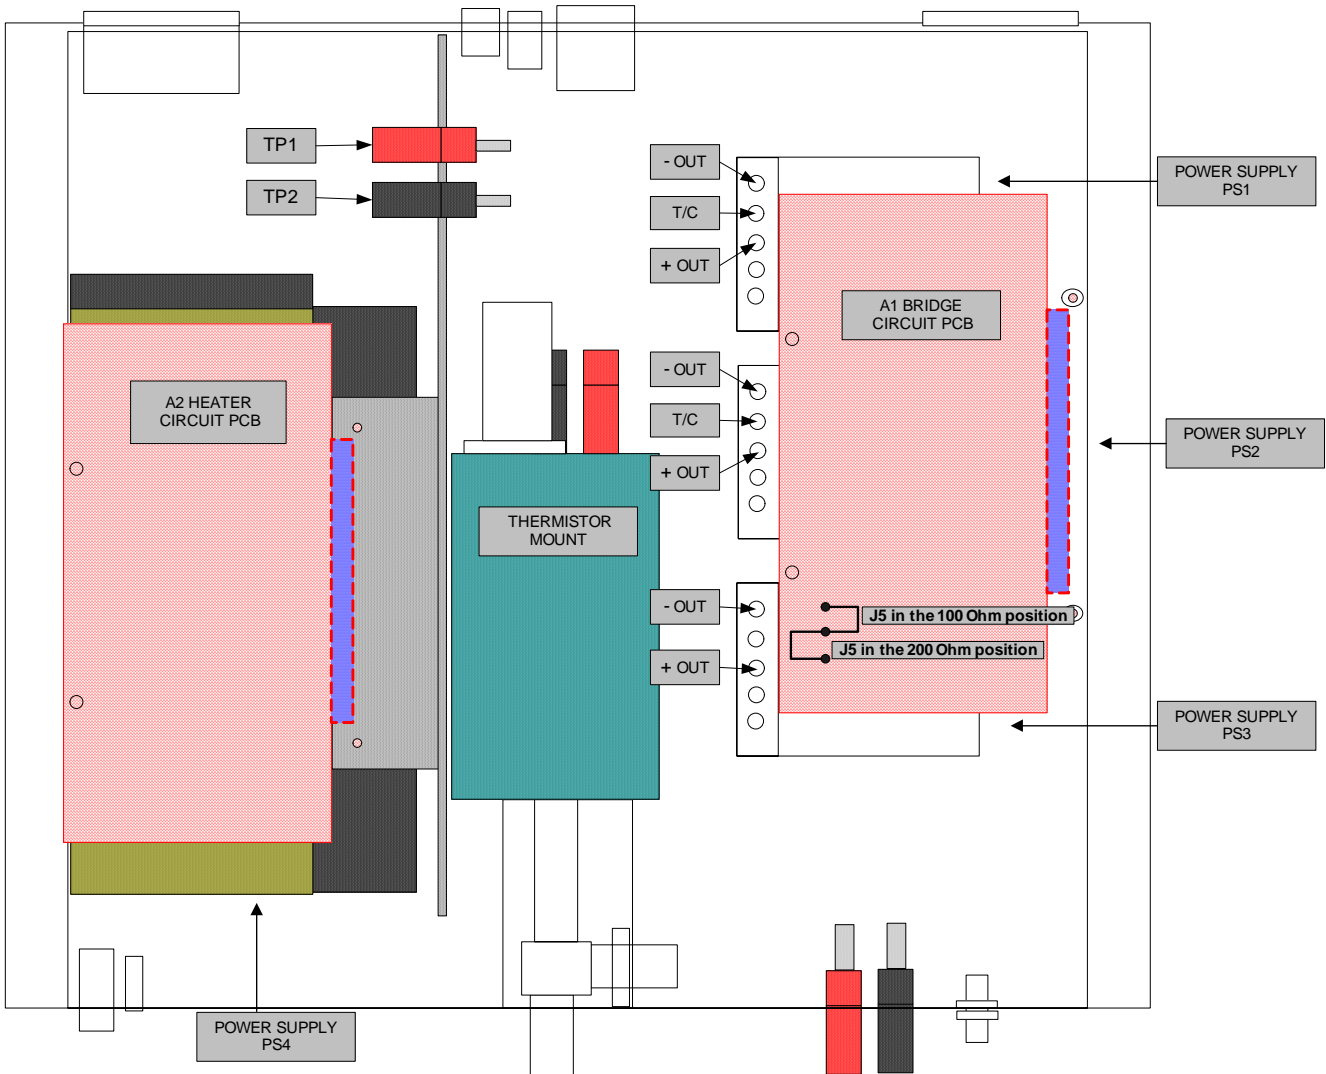 TP1
TP2
- OUT
T/C
+ OUT
POWER SUPPLY
PS1
A1 BRIDGE
CIRCUIT PCB
- OUT
T/C
+ OUT
A2 HEATER
CIRCUIT PCB
POWER SUPPLY
PS2
THERMISTOR
MOUNT
- OUT
+ OUT
J5 in the 100 Ohm position
J5 in the 200 Ohm position
POWER SUPPLY
PS3
POWER SUPPLY
PS4